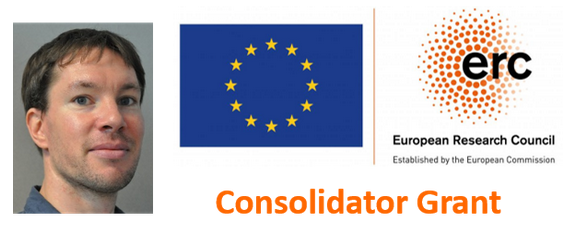 erc
European Research Council
Established by the European Commission
Consolidator Grant